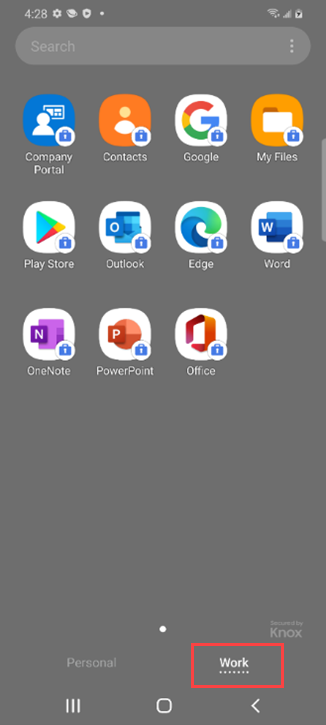 4:28
Search
Company
Portal
Contacts
Google
My Files
Play Store
Outlook
Edge
Word
OneNote
PowerPoint
Office
Secured by
Knox
Personal
Work